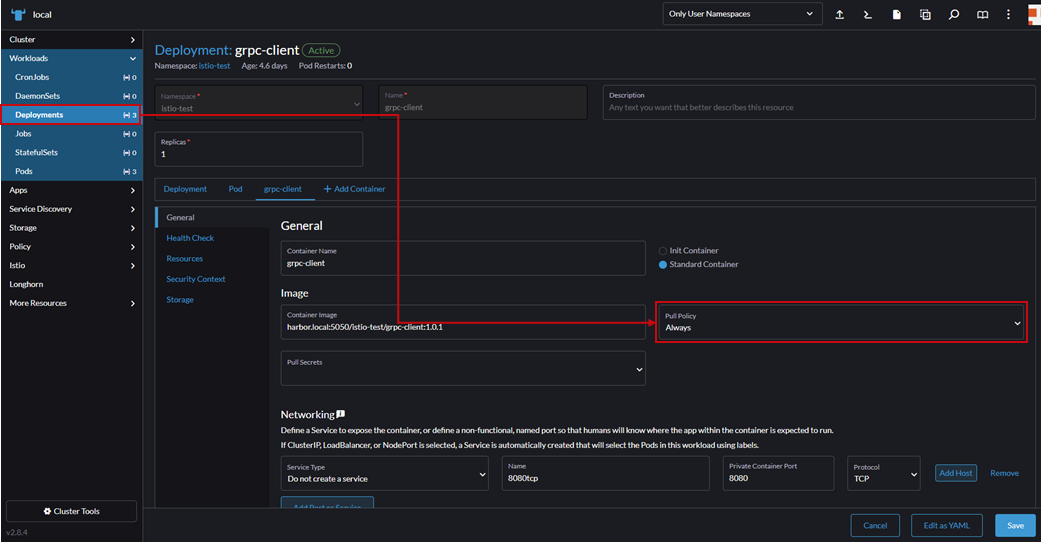 local
Only User Namespaces
Cluster
Workloads
CronJobs 0
DaemonSets 0
Deployments 3
Jobs 0
StatefulSets 0
Pods 3
Apps
Service Discovery
Storage
Policy
Istio
Longhorn
More Resources
Cluster Tools
v2.8.4
Deployment: grpc-client Active
Namespace: istio-test Age: 4.6 days Pod Restarts: 0
Namespace *
istio-test
Name *
grpc-client
Description
Any text you want that better describes this resource
Replicas *
1
Deployment Pod grpc-client + Add Container
General
Health Check
Resources
Security Context
Storage
General
Container Name
grpc-client
Init Container
Standard Container
Image
Container Image
harbor.local:5050/istio-test/grpc-client:1.0.1
Pull Policy
Always
Pull Secrets
Networking
Define a Service to expose the container, or define a non-functional, named port so that humans will know where the app within the container is expected to run.
If ClusterIP, LoadBalancer, or NodePort is selected, a Service is automatically created that will select the Pods in this workload using labels.
Service Type
Do not create a service
Name
8080tcp
Private Container Port
8080
Protocol
TCP
Add Host
Remove
Add Port or Service
Cancel
Edit as YAML
Save